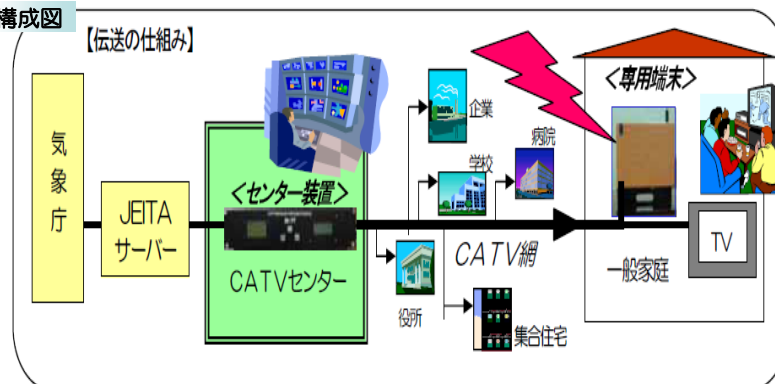 構成図
【伝送の仕組み】
気象庁
JEITA
サーバー
<センター装置>
CATVセンター
企業
学校
病院
役所
CATV網
集合住宅
<専用端末>
一般家庭
TV